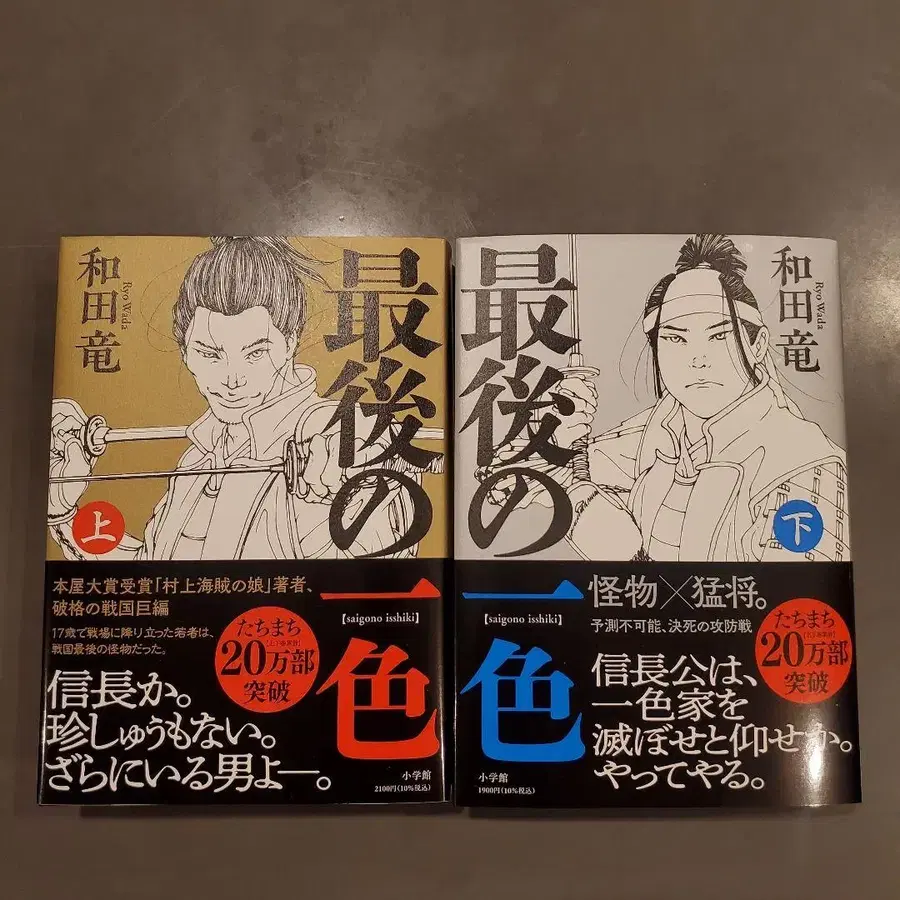 和田竜
Ryo Wada
最後の
一色
【saigono isshiki】
上
本屋大賞受賞「村上海賊の娘」著者、
破格の戦国巨編
17歳で戦場に降り立った若者は、
戦国最後の怪物だった。
たちまち
20万部
突破
信長か。
珍しゅうもない。
ざらにいる男よ―。
小学館
2100円(10%税込)
和田竜
Ryo Wada
最後の
一色
【saigono isshiki】
下
怪物×猛将。
予測不可能、決死の攻防戦
たちまち
20万部
突破
信長公は、
一色家を
滅ぼせと仰せか。
やってやる。
小学館
1900円(10%税込)